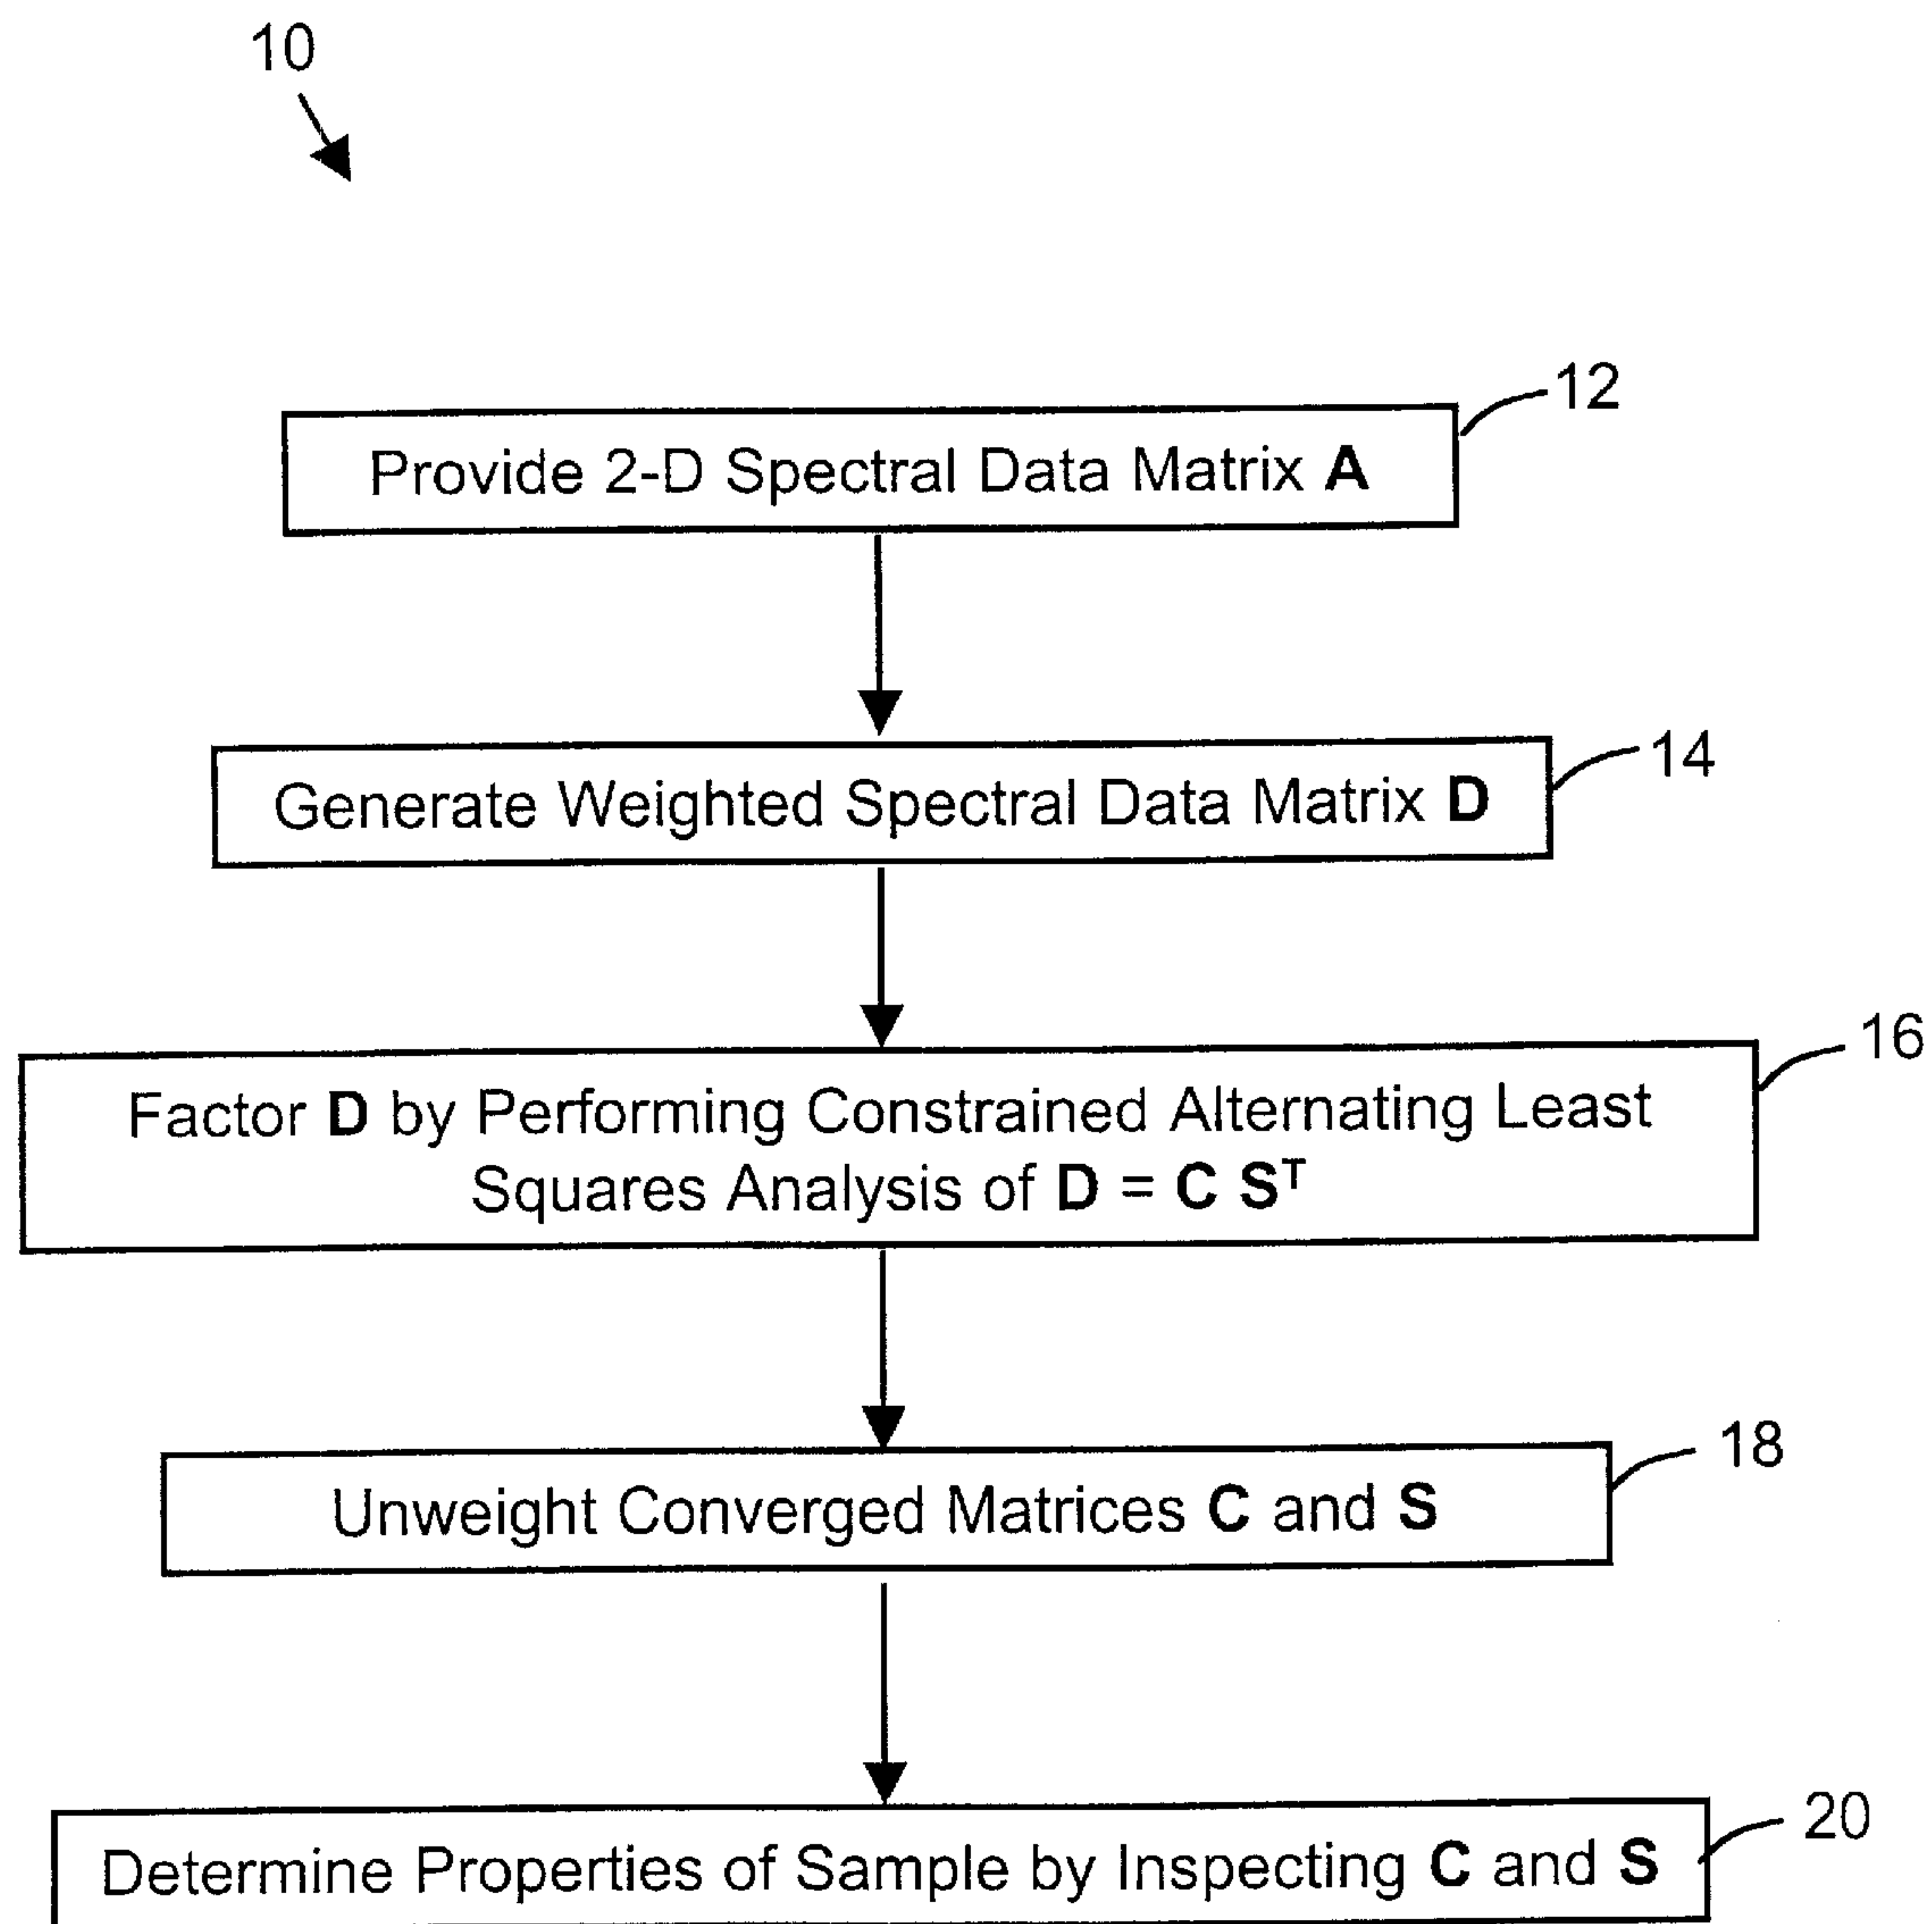 10
12
Provide 2-D Spectral Data Matrix A
14
Generate Weighted Spectral Data Matrix D
16
Factor D by Performing Constrained Alternating Least
Squares Analysis of D = C Sᵀ
18
Unweight Converged Matrices C and S
20
Determine Properties of Sample by Inspecting C and S